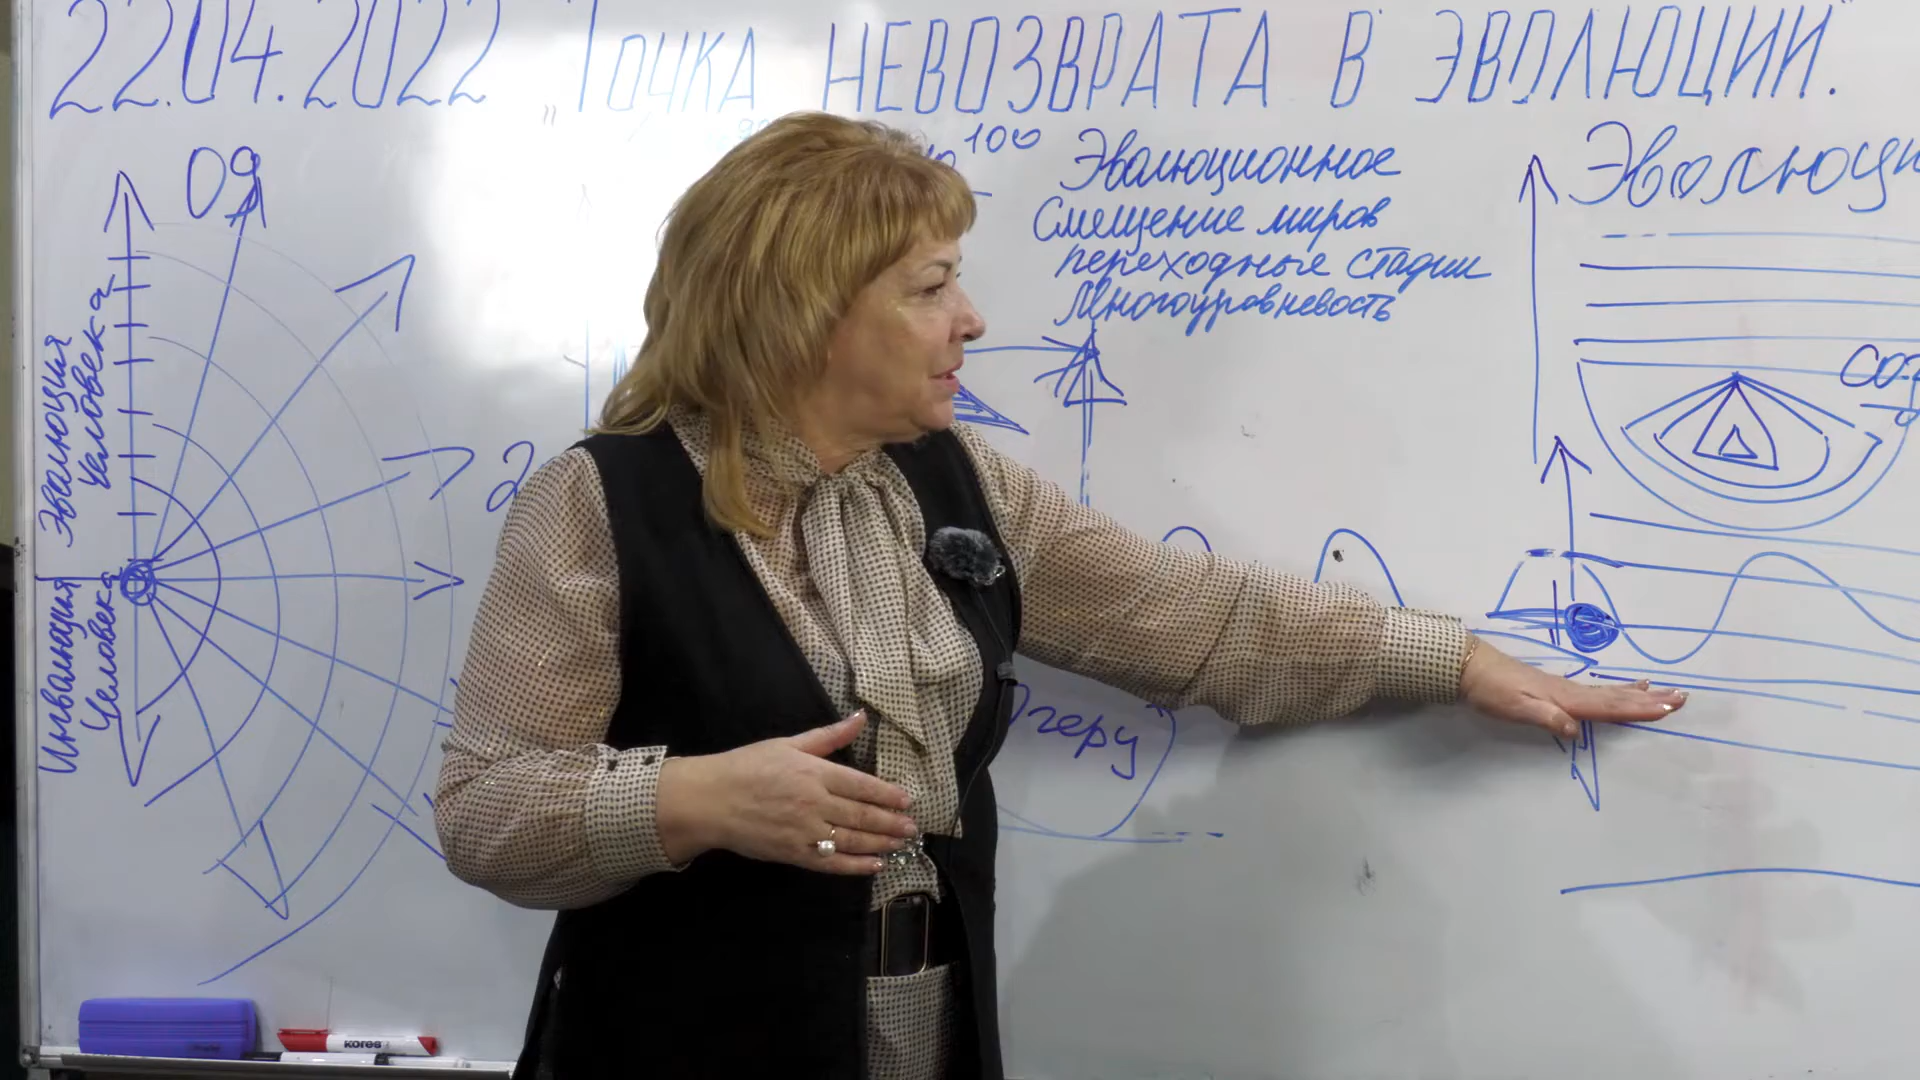 22.04.2022 „Точка невозврата в эволюции."
100
Эволюционное
Смещение миров
переходные стадии
Многоуровневость
Эволюци
Эволюция
Человека
Инволюция
Человека
геру
kores